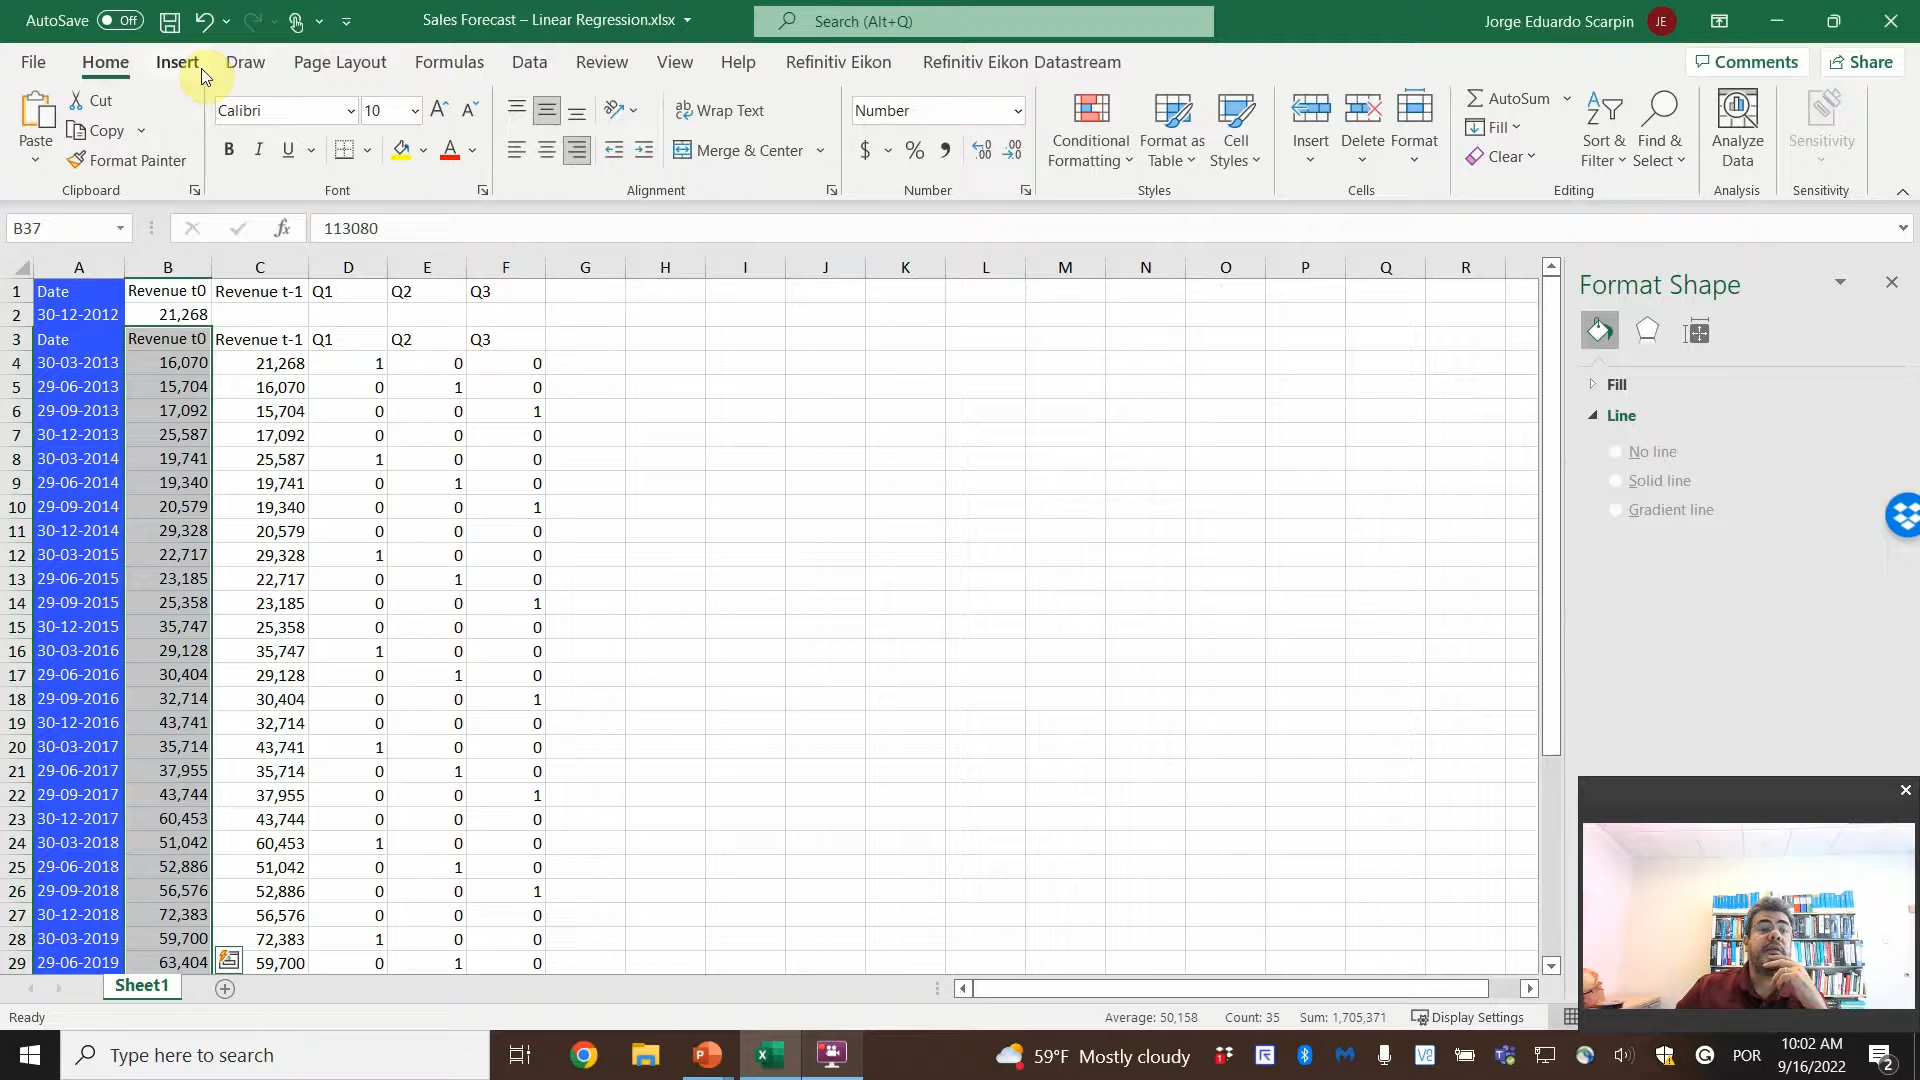 AutoSave Off Sales Forecast – Linear Regression.xlsx Search (Alt+Q) Jorge Eduardo Scarpin JE
File Home Insert Draw Page Layout Formulas Data Review View Help Refinitiv Eikon Refinitiv Eikon Datastream Comments Share
Paste Cut Copy Format Painter
Calibri 10
B I U A
Wrap Text
Merge & Center
Number
$ % 9
Conditional Formatting Format as Table Cell Styles
Insert Delete Format
AutoSum Fill Clear
Sort & Filter Find & Select
Analyze Data Sensitivity
Clipboard Font Alignment Number Styles Cells Editing Analysis Sensitivity
B37 fx 113080
A B C D E F G H I J K L M N O P Q R
1 Date Revenue t0 Revenue t-1 Q1 Q2 Q3
2 30-12-2012 21,268
3 Date Revenue t0 Revenue t-1 Q1 Q2 Q3
4 30-03-2013 16,070 21,268 1 0 0
5 29-06-2013 15,704 16,070 0 1 0
6 29-09-2013 17,092 15,704 0 0 1
7 30-12-2013 25,587 17,092 0 0 0
8 30-03-2014 19,741 25,587 1 0 0
9 29-06-2014 19,340 19,741 0 1 0
10 29-09-2014 20,579 19,340 0 0 1
11 30-12-2014 29,328 20,579 0 0 0
12 30-03-2015 22,717 29,328 1 0 0
13 29-06-2015 23,185 22,717 0 1 0
14 29-09-2015 25,358 23,185 0 0 1
15 30-12-2015 35,747 25,358 0 0 0
16 30-03-2016 29,128 35,747 1 0 0
17 29-06-2016 30,404 29,128 0 1 0
18 29-09-2016 32,714 30,404 0 0 1
19 30-12-2016 43,741 32,714 0 0 0
20 30-03-2017 35,714 43,741 1 0 0
21 29-06-2017 37,955 35,714 0 1 0
22 29-09-2017 43,744 37,955 0 0 1
23 30-12-2017 60,453 43,744 0 0 0
24 30-03-2018 51,042 60,453 1 0 0
25 29-06-2018 52,886 51,042 0 1 0
26 29-09-2018 56,576 52,886 0 0 1
27 30-12-2018 72,383 56,576 0 0 0
28 30-03-2019 59,700 72,383 1 0 0
29 29-06-2019 63,404 59,700 0 1 0
Format Shape
Fill
Line
No line
Solid line
Gradient line
Sheet1
Ready Average: 50,158 Count: 35 Sum: 1,705,371 Display Settings
Type here to search 59°F Mostly cloudy POR 10:02 AM
9/16/2022 2